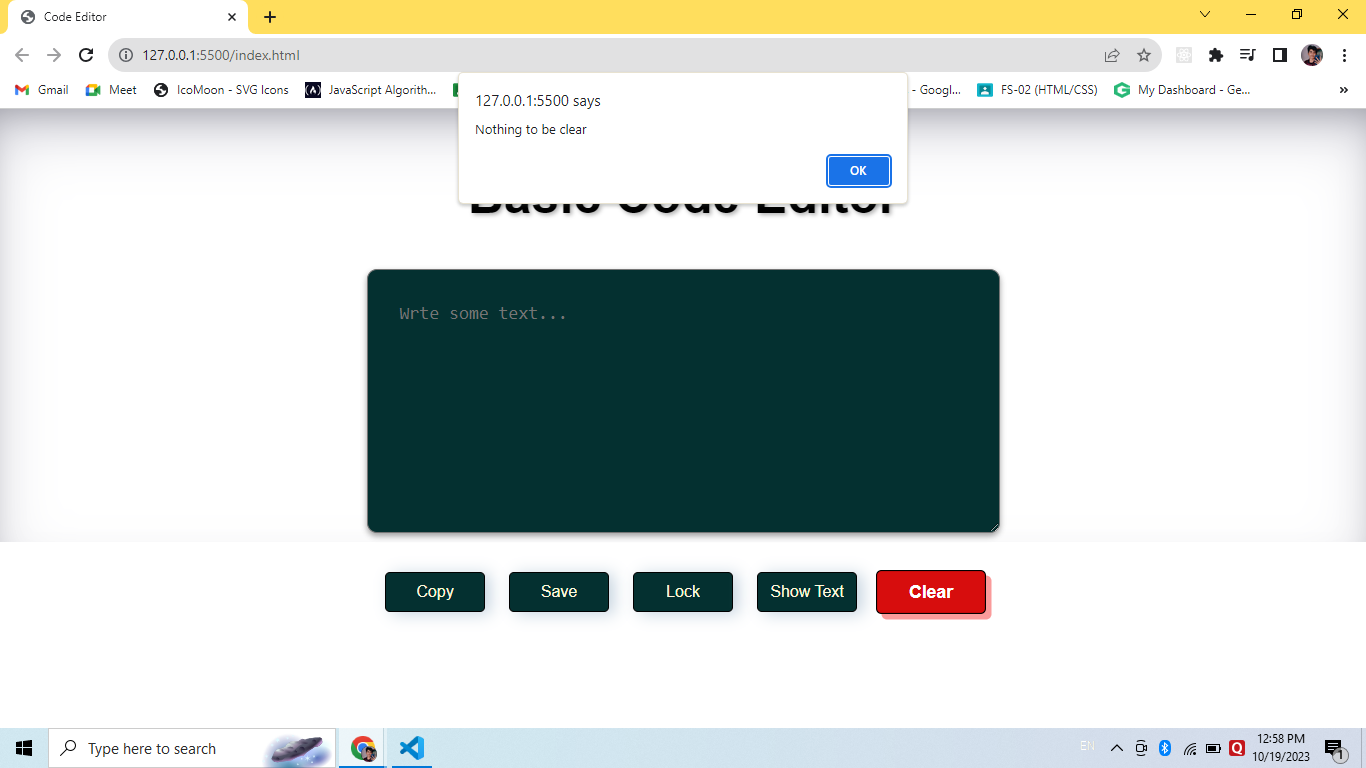 Code Editor
127.0.0.1:5500/index.html
Gmail
Meet
IcoMoon - SVG Icons
JavaScript Algorith...
- Googl...
FS-02 (HTML/CSS)
My Dashboard - Ge...
»
127.0.0.1:5500 says
Nothing to be clear
OK
Basic Code Editor
Wrte some text...
Copy
Save
Lock
Show Text
Clear
Type here to search
EN
12:58 PM
10/19/2023
1